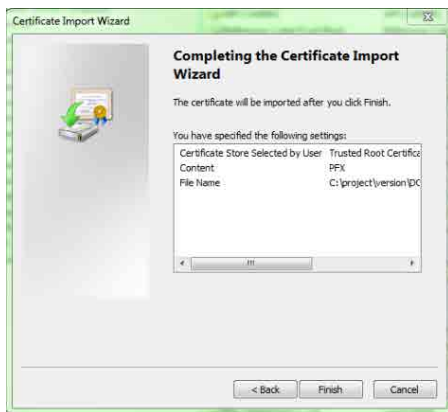 Certificate Import Wizard
Completing the Certificate Import
Wizard
The certificate will be imported after you click Finish.
You have specified the following settings:
Certificate Store Selected by User Trusted Root Certifica
Content PFX
File Name C:\project\version\DC
< Back Finish Cancel